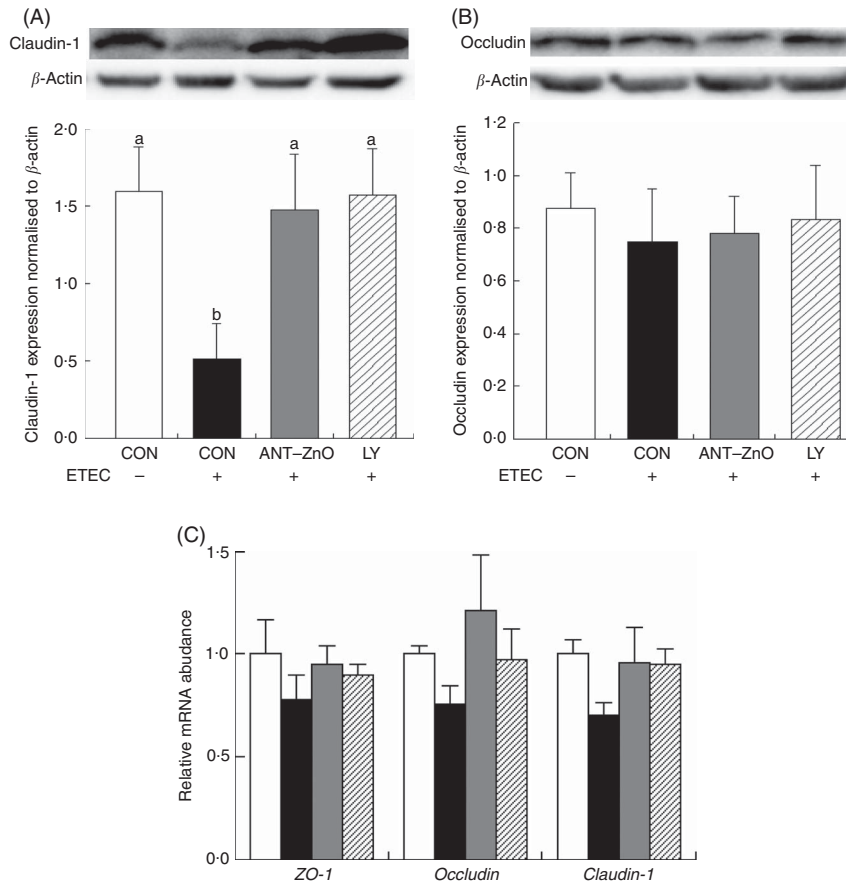 (A)
Claudin-1
β-Actin
Claudin-1 expression normalised to β-actin
2·0
1·5
1·0
0·5
0·0
a
b
a
a
CON CON ANT–ZnO LY
ETEC – + + +
(B)
Occludin
β-Actin
Occludin expression normalised to β-actin
1·2
1·0
0·8
0·6
0·4
0·2
0·0
CON CON ANT–ZnO LY
ETEC – + + +
(C)
Relative mRNA abudance
1·5
1·0
0·5
0·0
ZO-1 Occludin Claudin-1